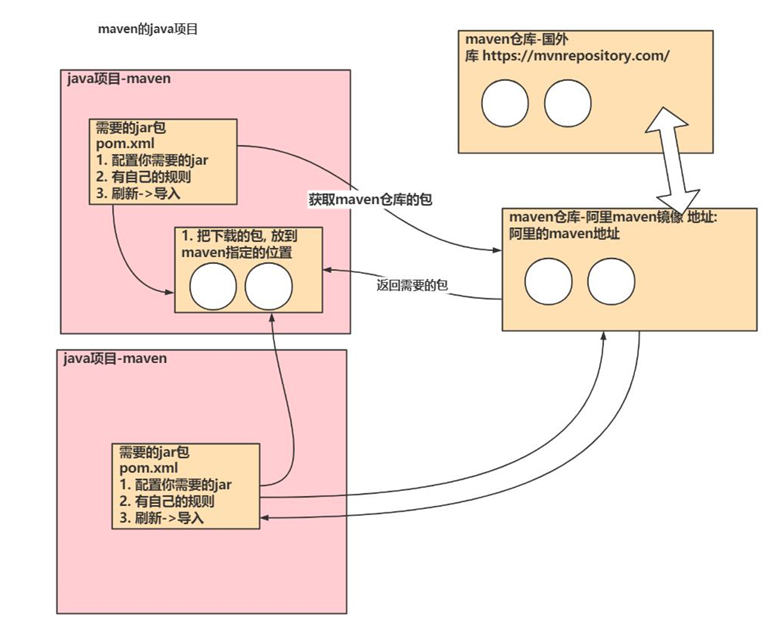 maven的java项目
maven仓库-国外
库 https://mvnrepository.com/
java项目-maven
需要的jar包
pom.xml
1. 配置你需要的jar
2. 有自己的规则
3. 刷新->导入
获取maven仓库的包
maven仓库-阿里maven镜像 地址:
阿里的maven地址
1. 把下载的包, 放到
maven指定的位置
返回需要的包
java项目-maven
需要的jar包
pom.xml
1. 配置你需要的jar
2. 有自己的规则
3. 刷新->导入